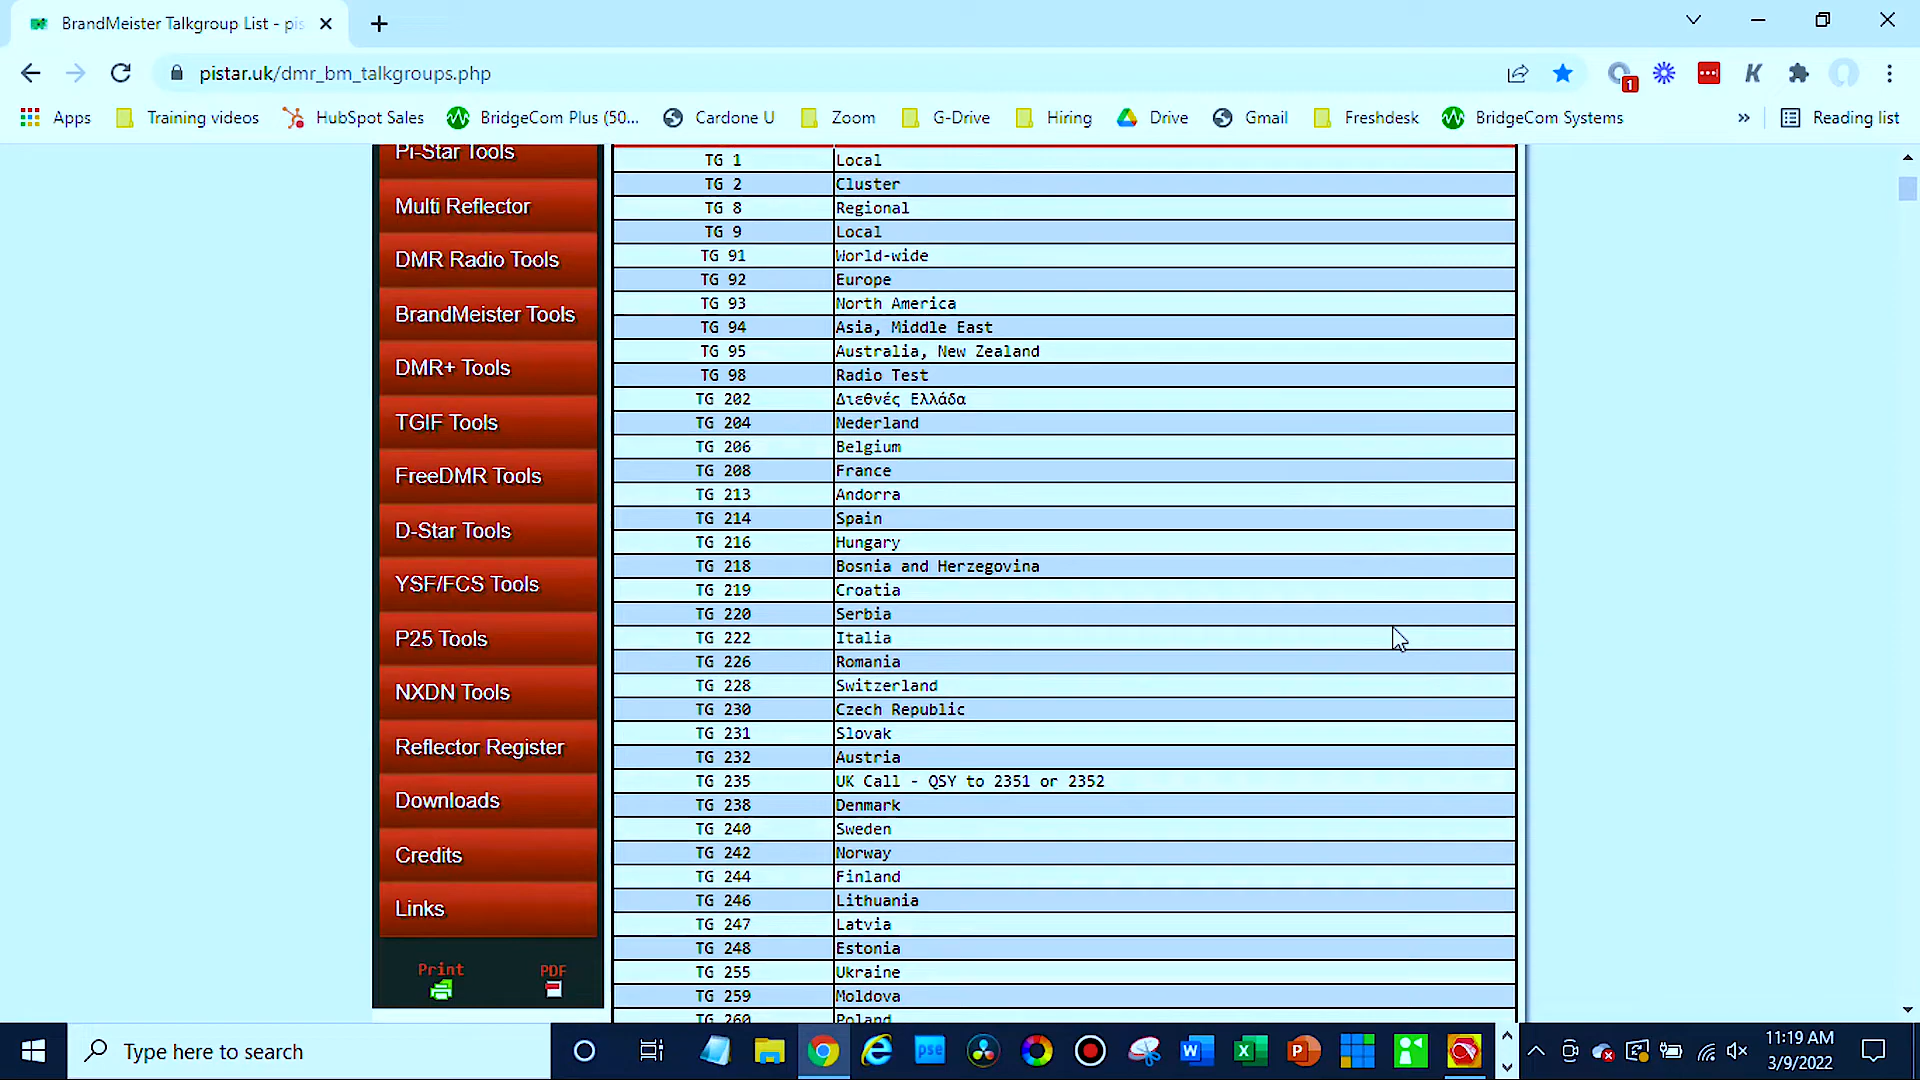 BrandMeister Talkgroup List - pis
pistar.uk/dmr_bm_talkgroups.php
1
Apps
Training videos
HubSpot Sales
BridgeCom Plus (50...
Cardone U
Zoom
G-Drive
Hiring
Drive
Gmail
Freshdesk
BridgeCom Systems
»
Reading list
Pi-Star Tools
Multi Reflector
DMR Radio Tools
BrandMeister Tools
DMR+ Tools
TGIF Tools
FreeDMR Tools
D-Star Tools
YSF/FCS Tools
P25 Tools
NXDN Tools
Reflector Register
Downloads
Credits
Links
Print
PDF
TG 1 Local
TG 2 Cluster
TG 8 Regional
TG 9 Local
TG 91 World-wide
TG 92 Europe
TG 93 North America
TG 94 Asia, Middle East
TG 95 Australia, New Zealand
TG 98 Radio Test
TG 202 Διεθνές Ελλάδα
TG 204 Nederland
TG 206 Belgium
TG 208 France
TG 213 Andorra
TG 214 Spain
TG 216 Hungary
TG 218 Bosnia and Herzegovina
TG 219 Croatia
TG 220 Serbia
TG 222 Italia
TG 226 Romania
TG 228 Switzerland
TG 230 Czech Republic
TG 231 Slovak
TG 232 Austria
TG 235 UK Call - QSY to 2351 or 2352
TG 238 Denmark
TG 240 Sweden
TG 242 Norway
TG 244 Finland
TG 246 Lithuania
TG 247 Latvia
TG 248 Estonia
TG 255 Ukraine
TG 259 Moldova
TG 260 Poland
Type here to search
pse
11:19 AM
3/9/2022